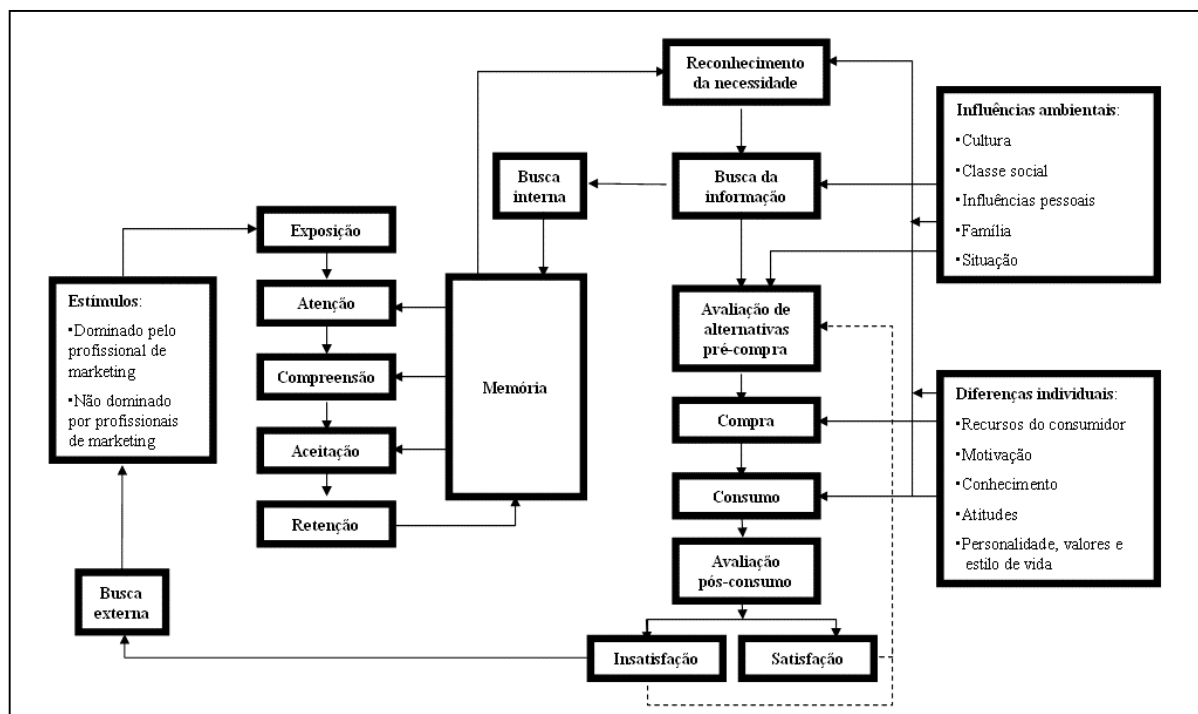 Reconhecimento
da necessidade
Influências ambientais:
•Cultura
•Classe social
•Influências pessoais
•Família
•Situação
Busca
interna
Busca da
informação
Exposição
Estímulos:
•Dominado pelo
profissional de
marketing
•Não dominado
por profissionais
de marketing
Atenção
Compreensão
Aceitação
Retenção
Memória
Avaliação de
alternativas
pré-compra
Compra
Consumo
Diferenças individuais:
•Recursos do consumidor
•Motivação
•Conhecimento
•Atitudes
•Personalidade, valores e
estilo de vida
Avaliação
pós-consumo
Busca
externa
Insatisfação
Satisfação